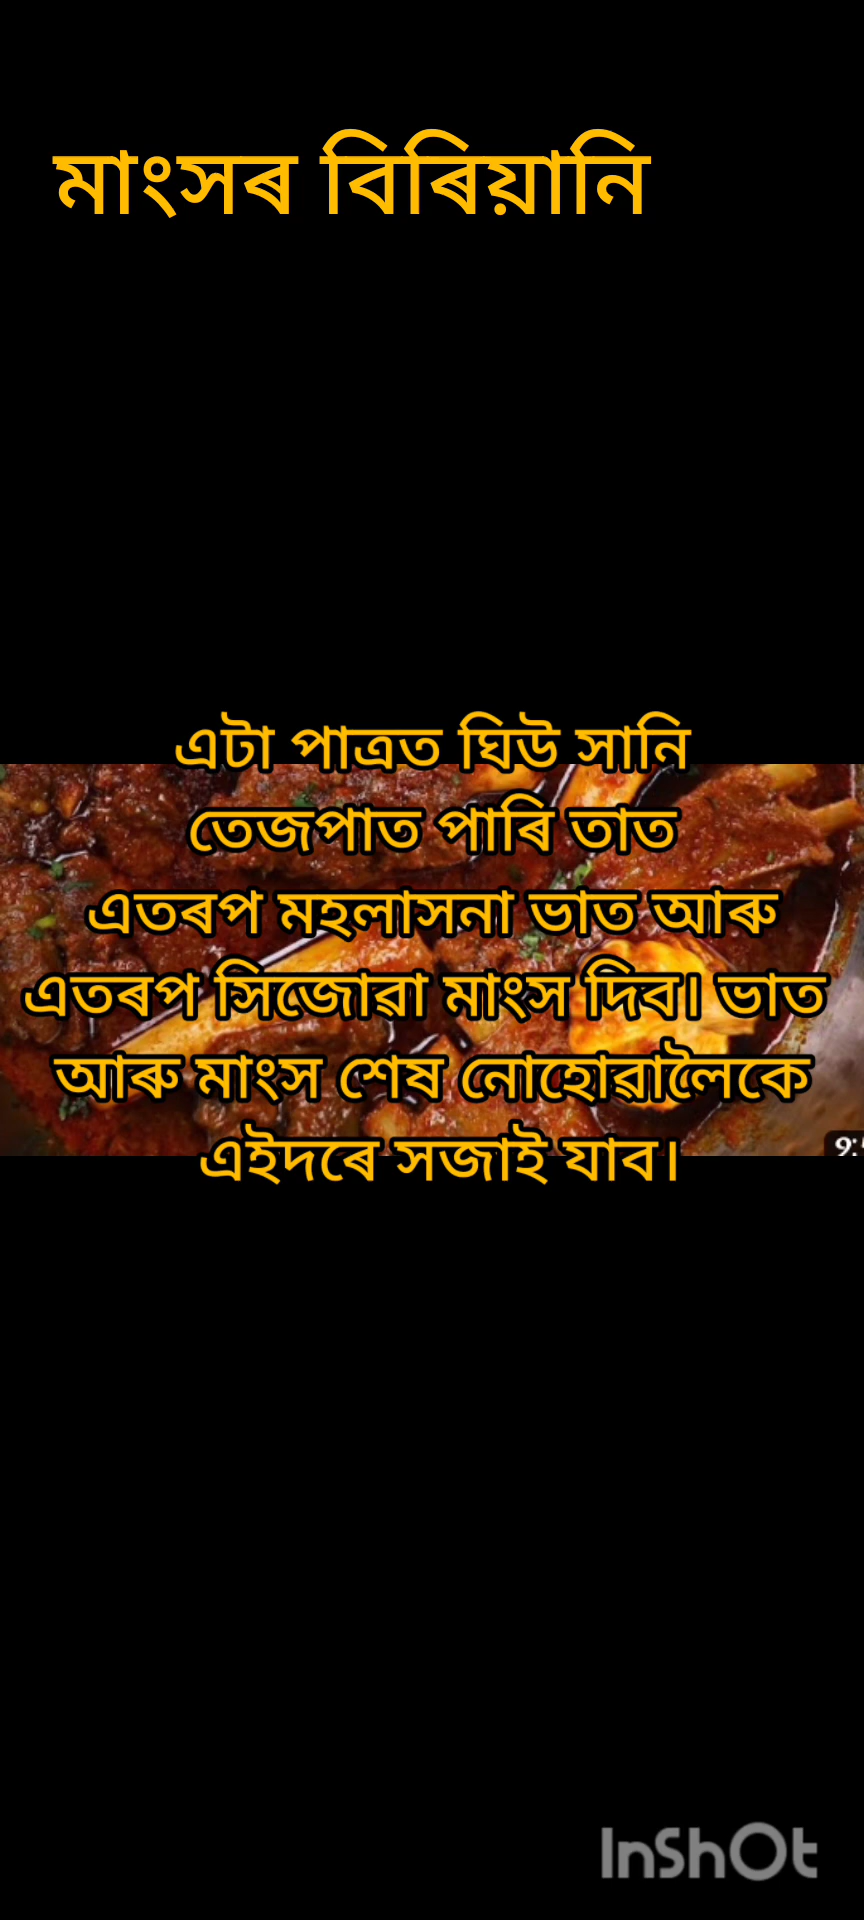 মাংসৰ বিৰিয়ানি
এটা পাত্ৰত ঘিউ সানি
তেজপাত পাৰি তাত
এতৰপ মহলাসনা ভাত আৰু
এতৰপ সিজোৱা মাংস দিব। ভাত
আৰু মাংস শেষ নোহোৱালৈকে
এইদৰে সজাই যাব।
InShOt